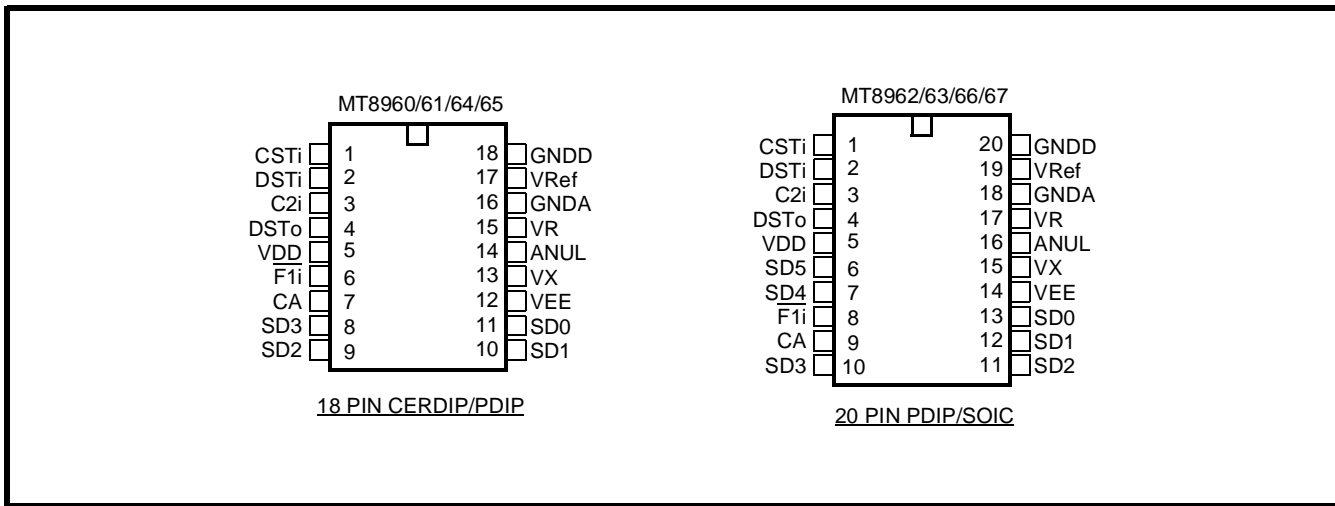 MT8960/61/64/65
CSTi 1 18 GNDD
DSTi 2 17 VRef
C2i 3 16 GNDA
DSTo 4 15 VR
VDD 5 14 ANUL
F1i 6 13 VX
CA 7 12 VEE
SD3 8 11 SD0
SD2 9 10 SD1
18 PIN CERDIP/PDIP
MT8962/63/66/67
CSTi 1 20 GNDD
DSTi 2 19 VRef
C2i 3 18 GNDA
DSTo 4 17 VR
VDD 5 16 ANUL
SD5 6 15 VX
SD4 7 14 VEE
F1i 8 13 SD0
CA 9 12 SD1
SD3 10 11 SD2
20 PIN PDIP/SOIC